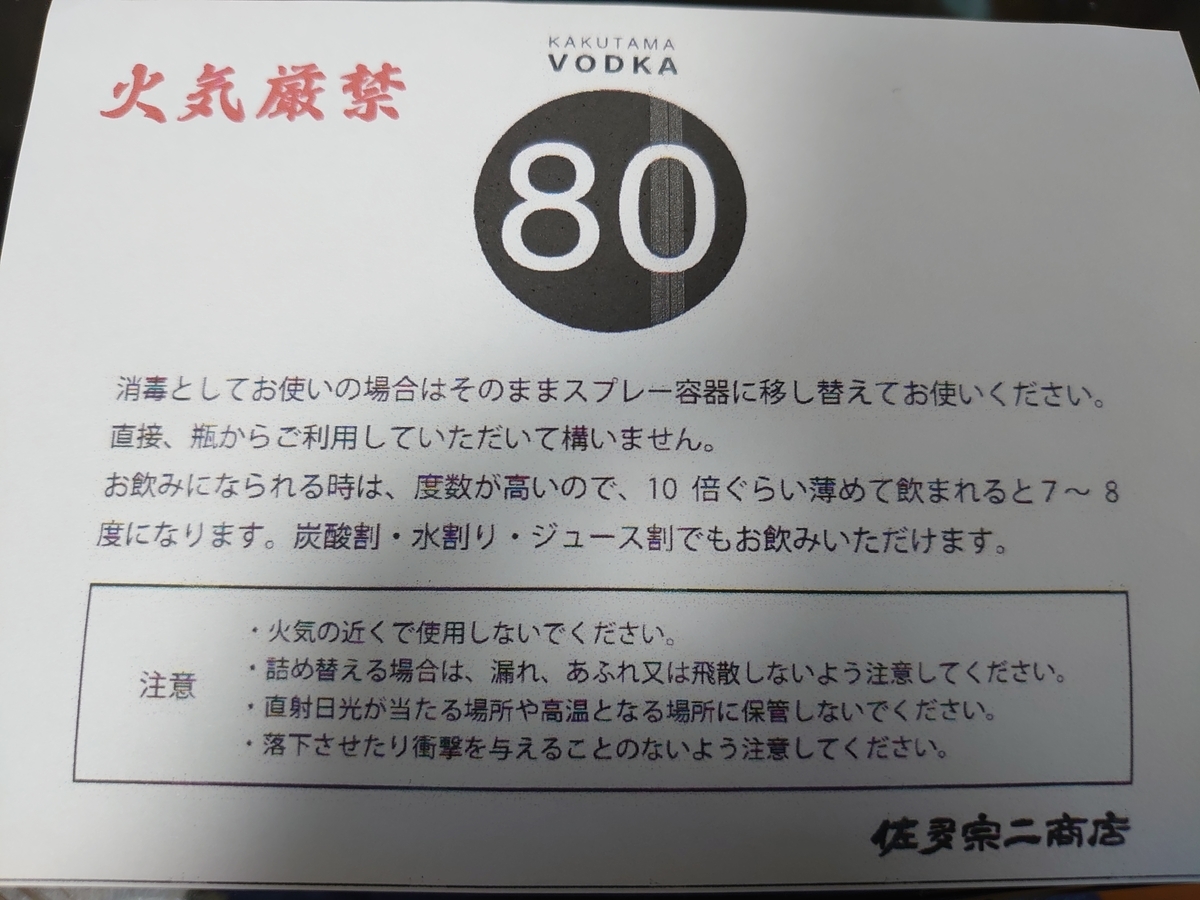 火気厳禁
KAKUTAMA
VODKA
80
消毒としてお使いの場合はそのままスプレー容器に移し替えてお使いください。
直接、瓶からご利用していただいて構いません。
お飲みになられる時は、度数が高いので、10 倍ぐらい薄めて飲まれると7～8
度になります。炭酸割・水割り・ジュース割でもお飲みいただけます。
注意
・火気の近くで使用しないでください。
・詰め替える場合は、漏れ、あふれ又は飛散しないよう注意してください。
・直射日光が当たる場所や高温となる場所に保管しないでください。
・落下させたり衝撃を与えることのないよう注意してください。
佐多宗二商店